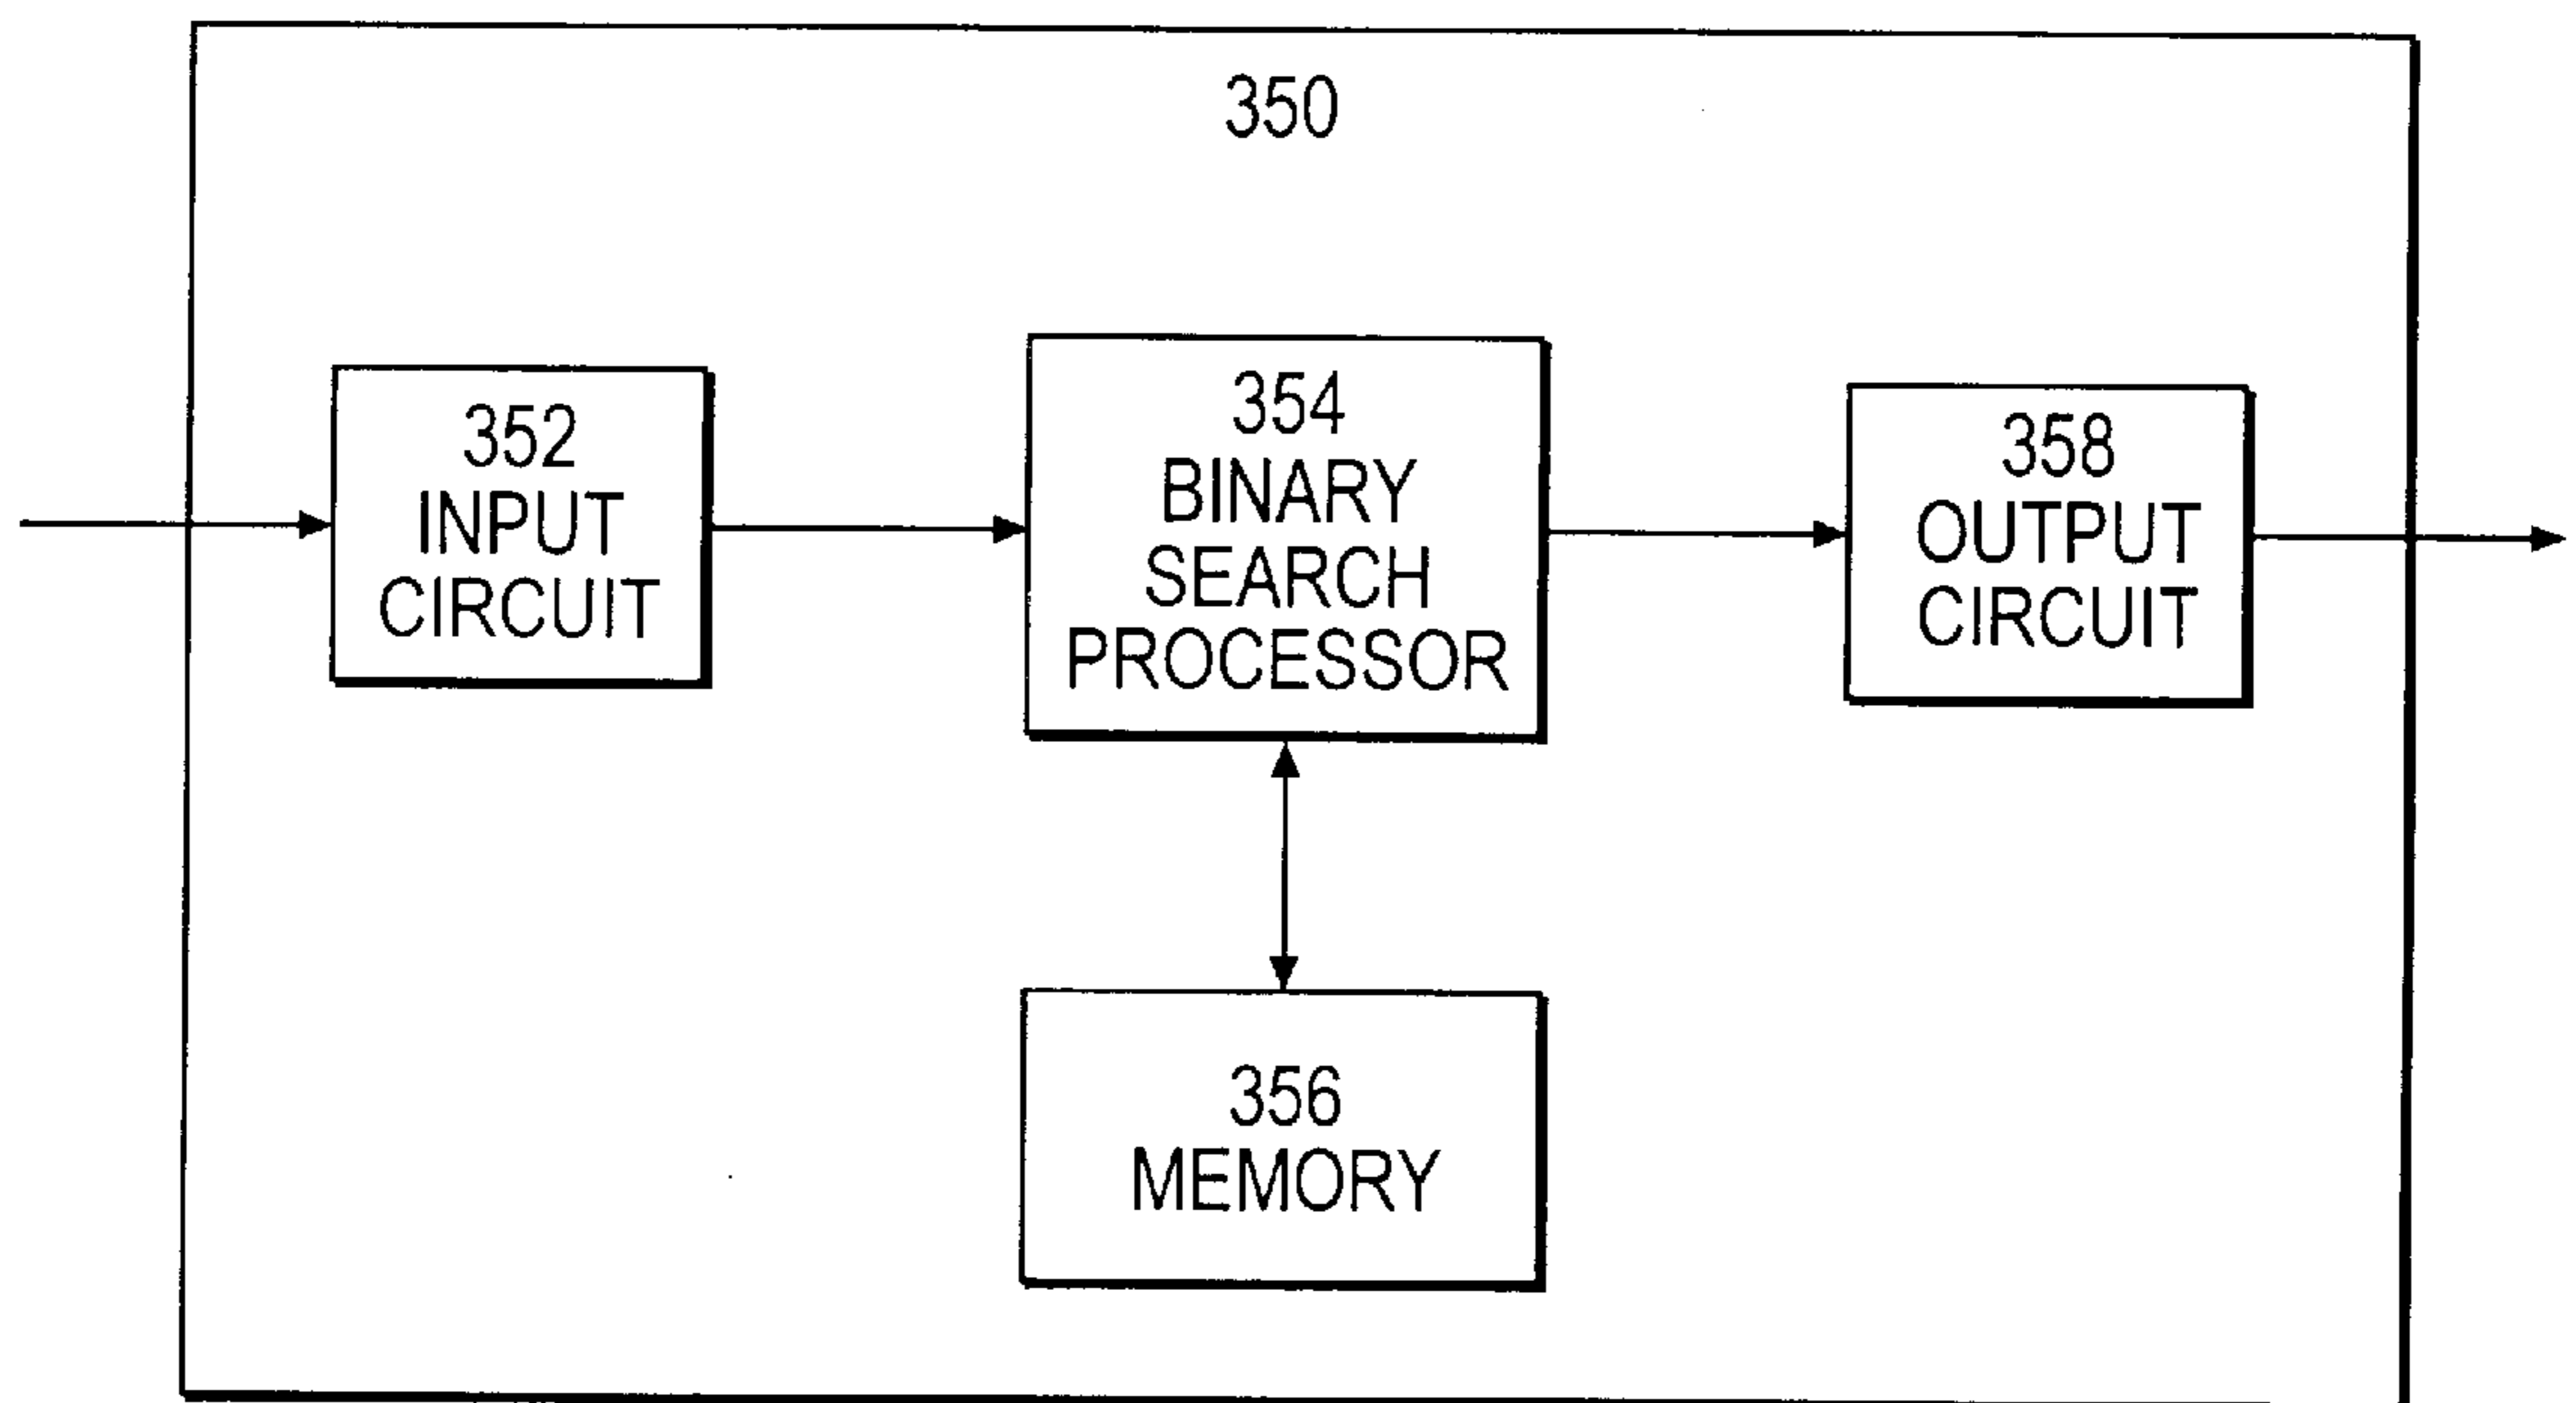 350
352
INPUT
CIRCUIT
354
BINARY
SEARCH
PROCESSOR
358
OUTPUT
CIRCUIT
356
MEMORY